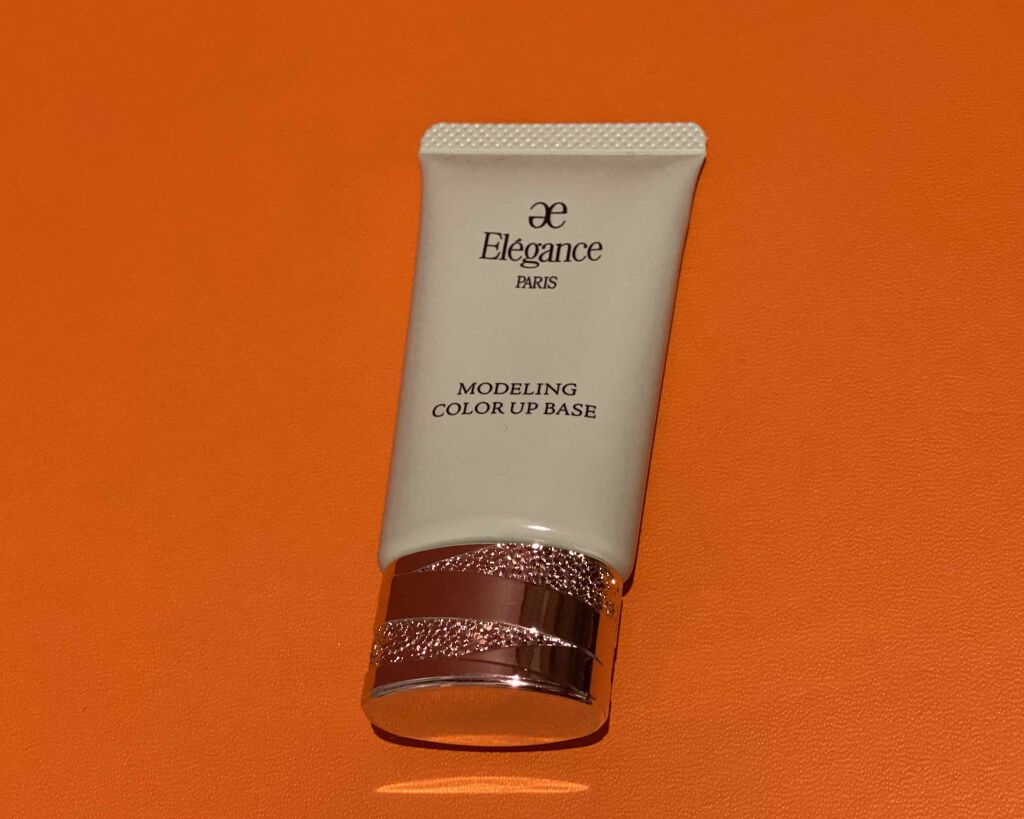 æ
Elégance
PARIS
MODELING
COLOR UP BASE